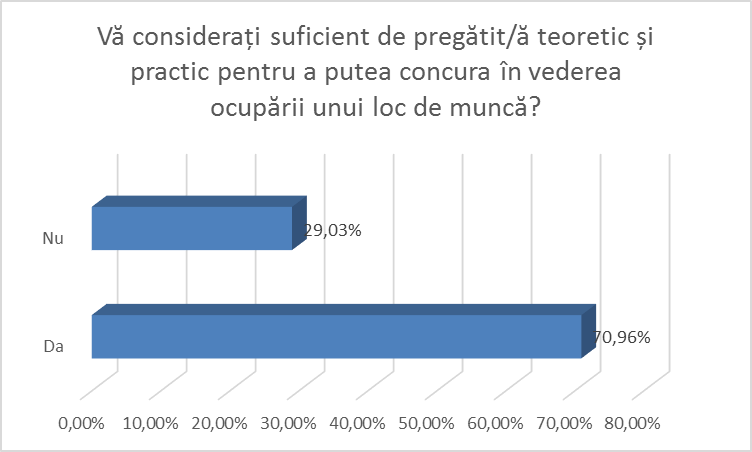 Vă considerați suficient de pregătit/ă teoretic și
practic pentru a putea concura în vederea
ocupării unui loc de muncă?
Nu
29,03%
Da
70,96%
0,00% 10,00% 20,00% 30,00% 40,00% 50,00% 60,00% 70,00% 80,00%